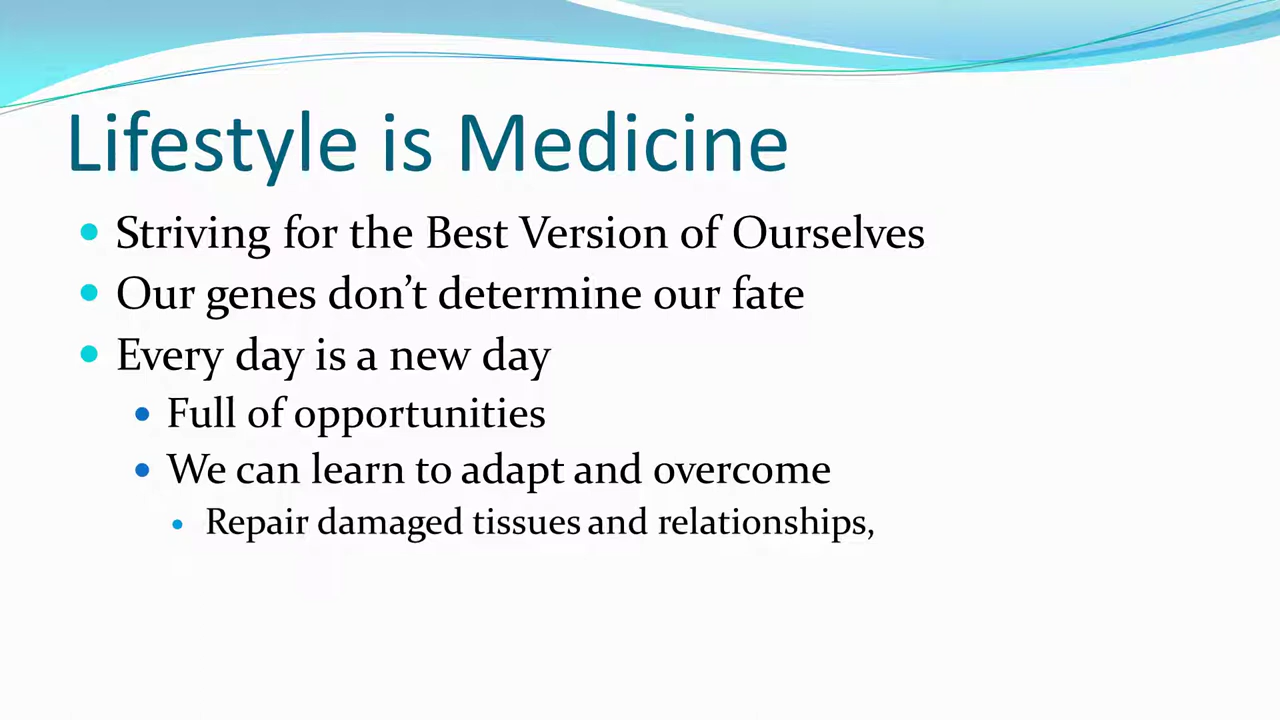 Lifestyle is Medicine
Striving for the Best Version of Ourselves
Our genes don’t determine our fate
Every day is a new day
Full of opportunities
We can learn to adapt and overcome
Repair damaged tissues and relationships,